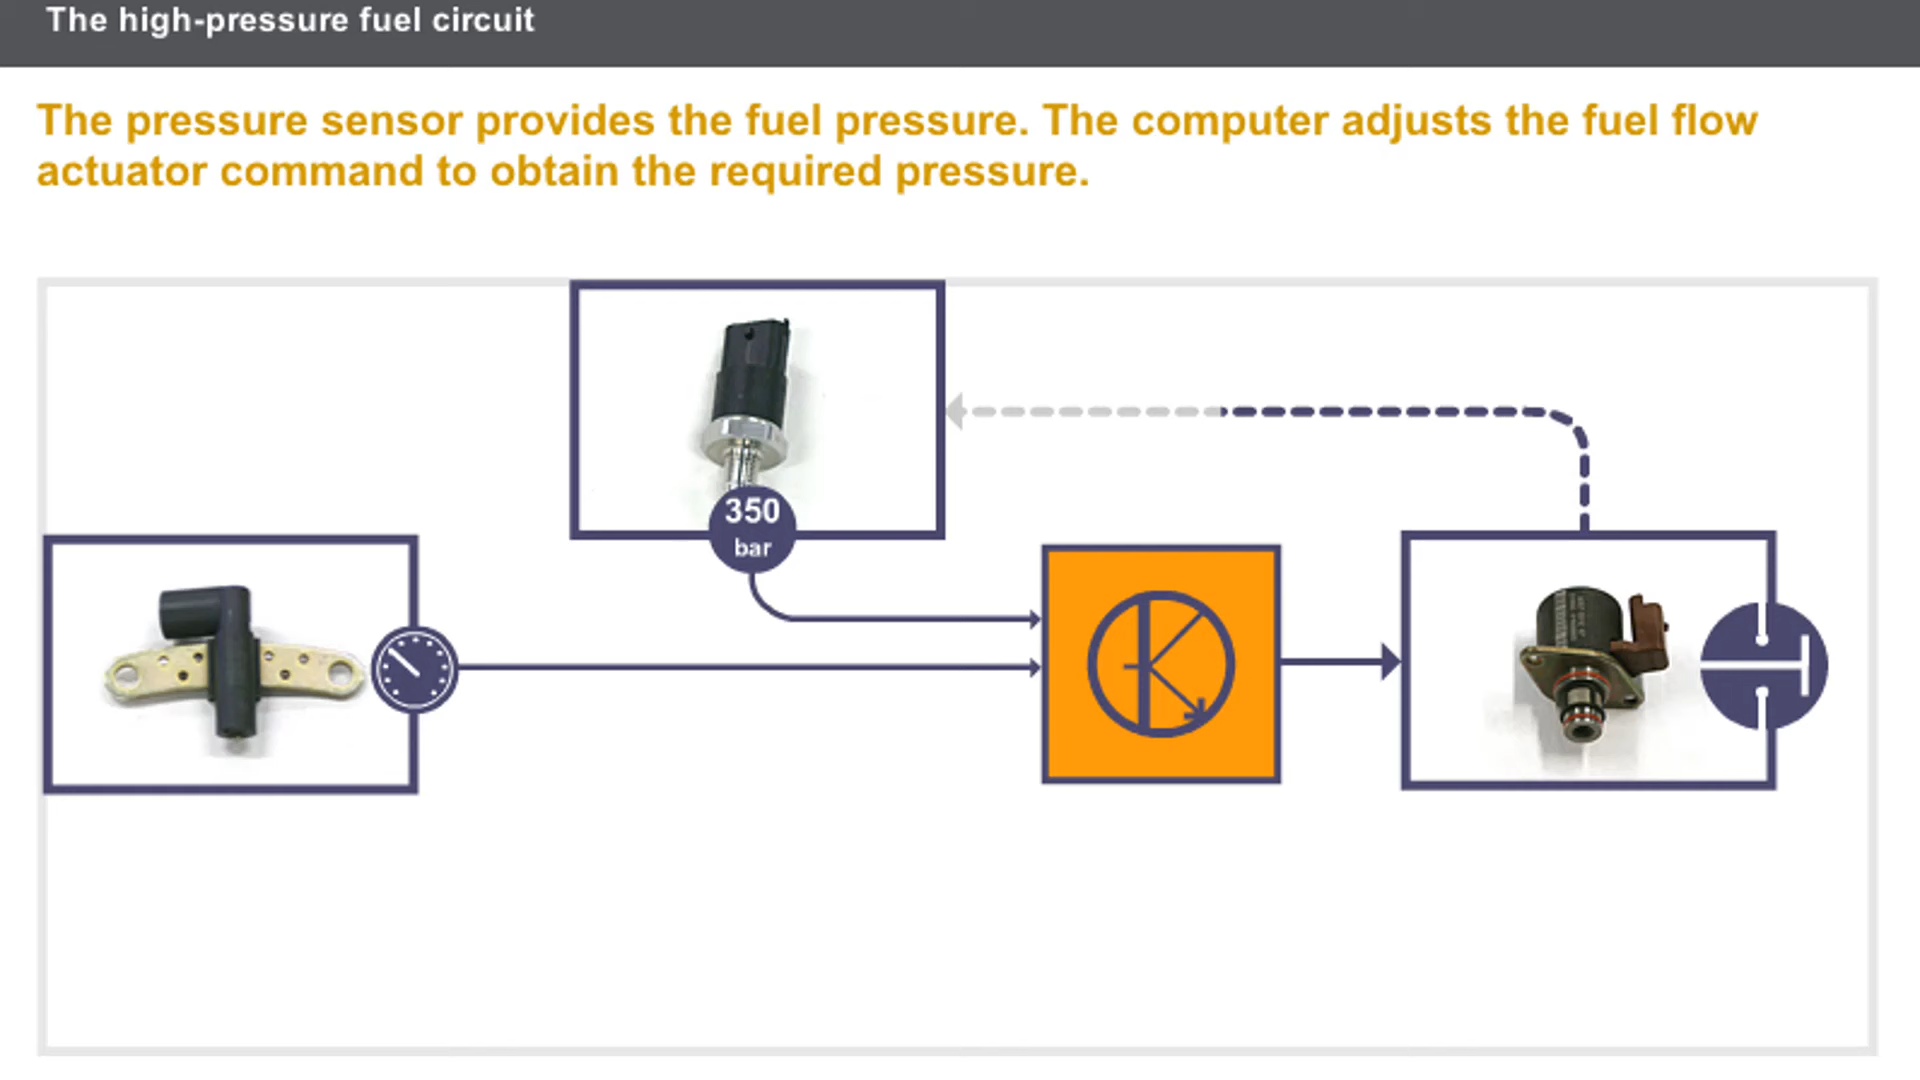 The high-pressure fuel circuit
The pressure sensor provides the fuel pressure. The computer adjusts the fuel flow
actuator command to obtain the required pressure.
350
bar